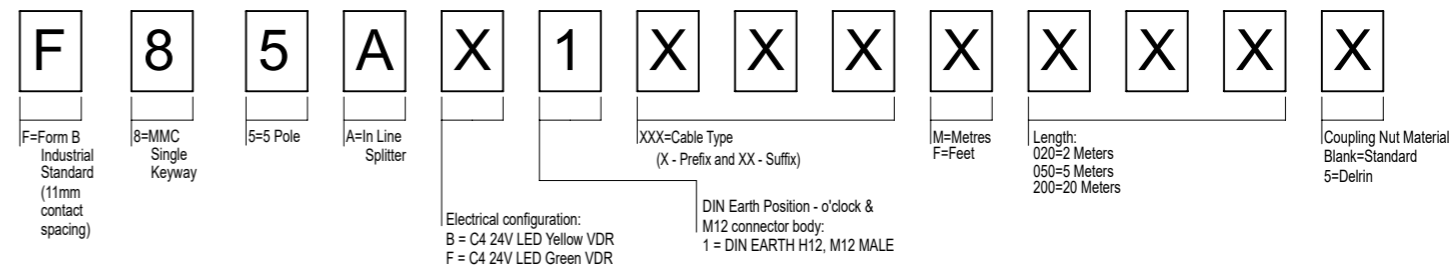 F 8 5 A X 1 X X X X X X X X
F=Form B
Industrial
Standard
(11mm
contact
spacing)
8=MMC
Single
Keyway
5=5 Pole
A=In Line
Splitter
Electrical configuration:
B = C4 24V LED Yellow VDR
F = C4 24V LED Green VDR
DIN Earth Position - o'clock &
M12 connector body:
1 = DIN EARTH H12, M12 MALE
XXX=Cable Type
(X - Prefix and XX - Suffix)
M=Metres
F=Feet
Length:
020=2 Meters
050=5 Meters
200=20 Meters
Coupling Nut Material
Blank=Standard
5=Delrin